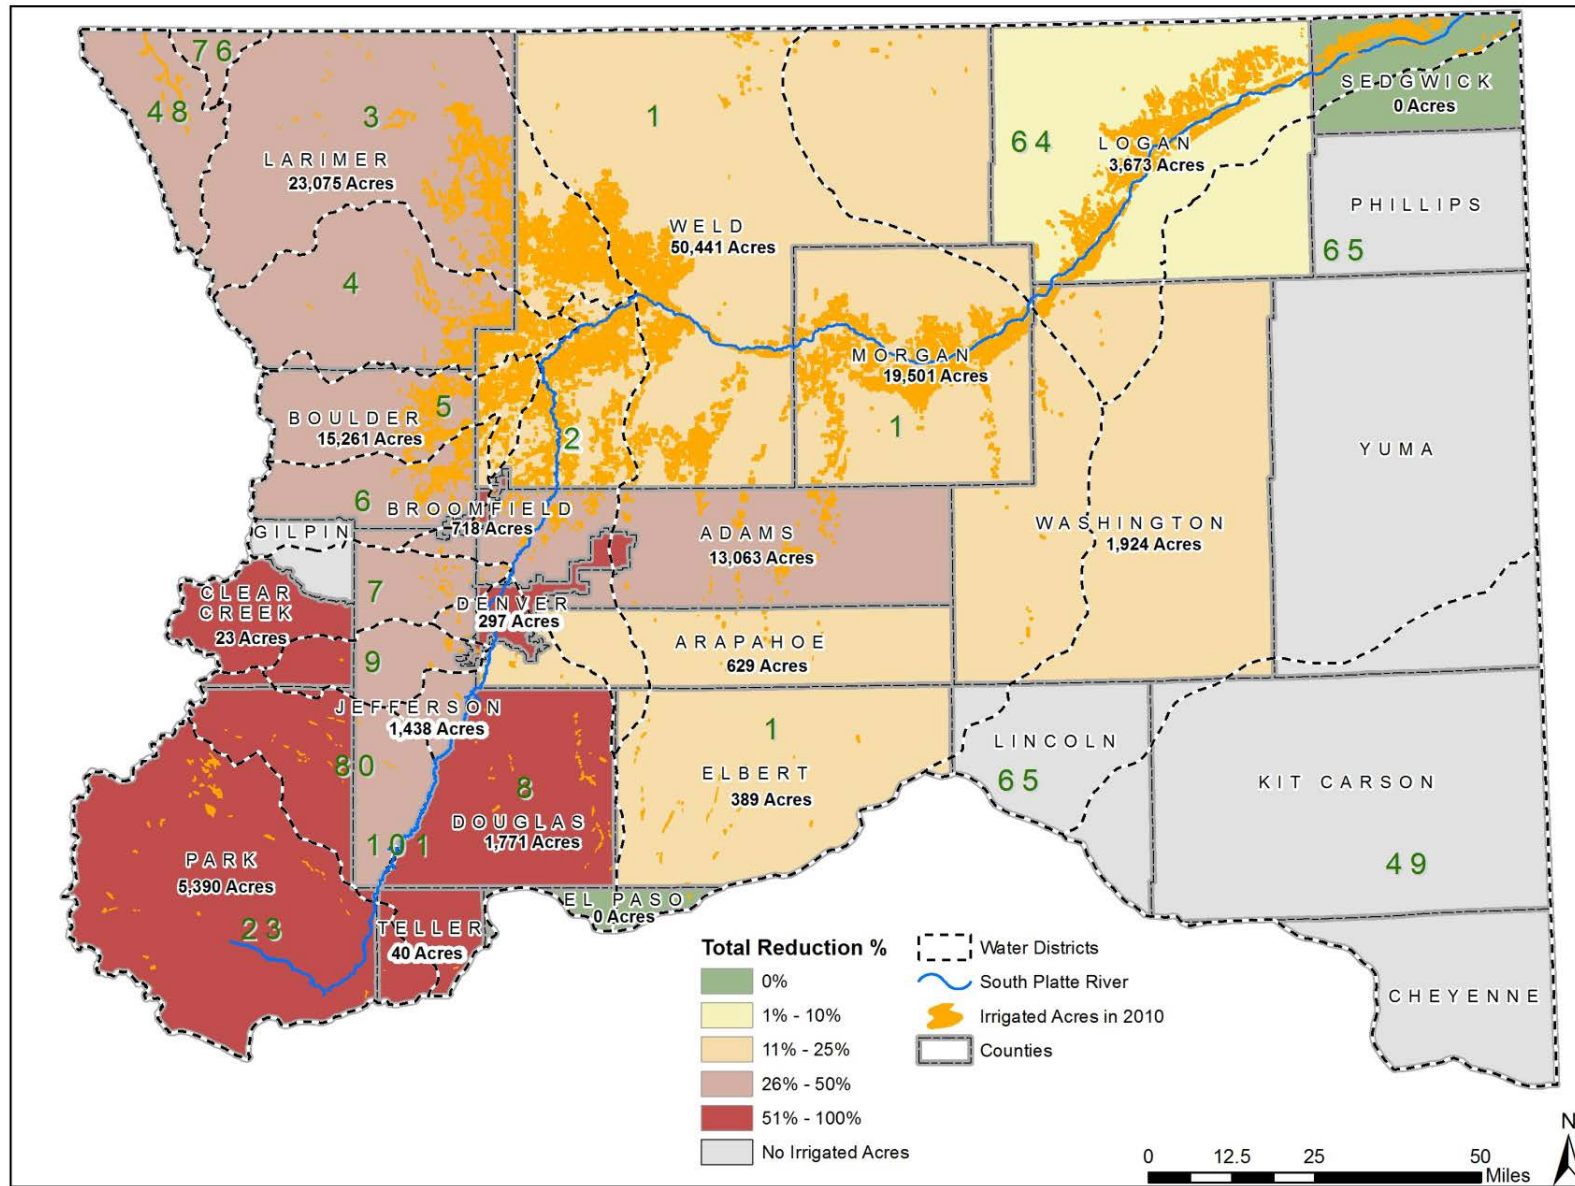 76
48
3
1
LARIMER
23,075 Acres
4
WELD
50,441 Acres
64
LOGAN
3,673 Acres
SEDGWICK
0 Acres
PHILLIPS
65
MORGAN
19,501 Acres
1
BOULDER
15,261 Acres
5
2
6
BROOMFIELD
718 Acres
GILPIN
YUMA
ADAMS
13,063 Acres
WASHINGTON
1,924 Acres
CLEAR
CREEK
23 Acres
7
DENVER
297 Acres
9
ARAPAHOE
629 Acres
JEFFERSON
1,438 Acres
80
8
DOUGLAS
1,771 Acres
101
1
ELBERT
389 Acres
LINCOLN
65
KIT CARSON
49
PARK
5,390 Acres
23
TELLER
40 Acres
EL PASO
0 Acres
CHEYENNE
Total Reduction %
0%
1% - 10%
11% - 25%
26% - 50%
51% - 100%
No Irrigated Acres
Water Districts
South Platte River
Irrigated Acres in 2010
Counties
N
0 12.5 25 50
Miles